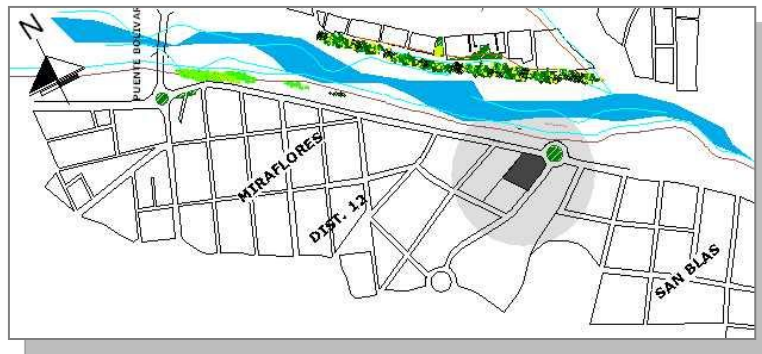 N
PUENTE BOLIVAR
MIRAFLORES
DIST. 12
SAN BLAS